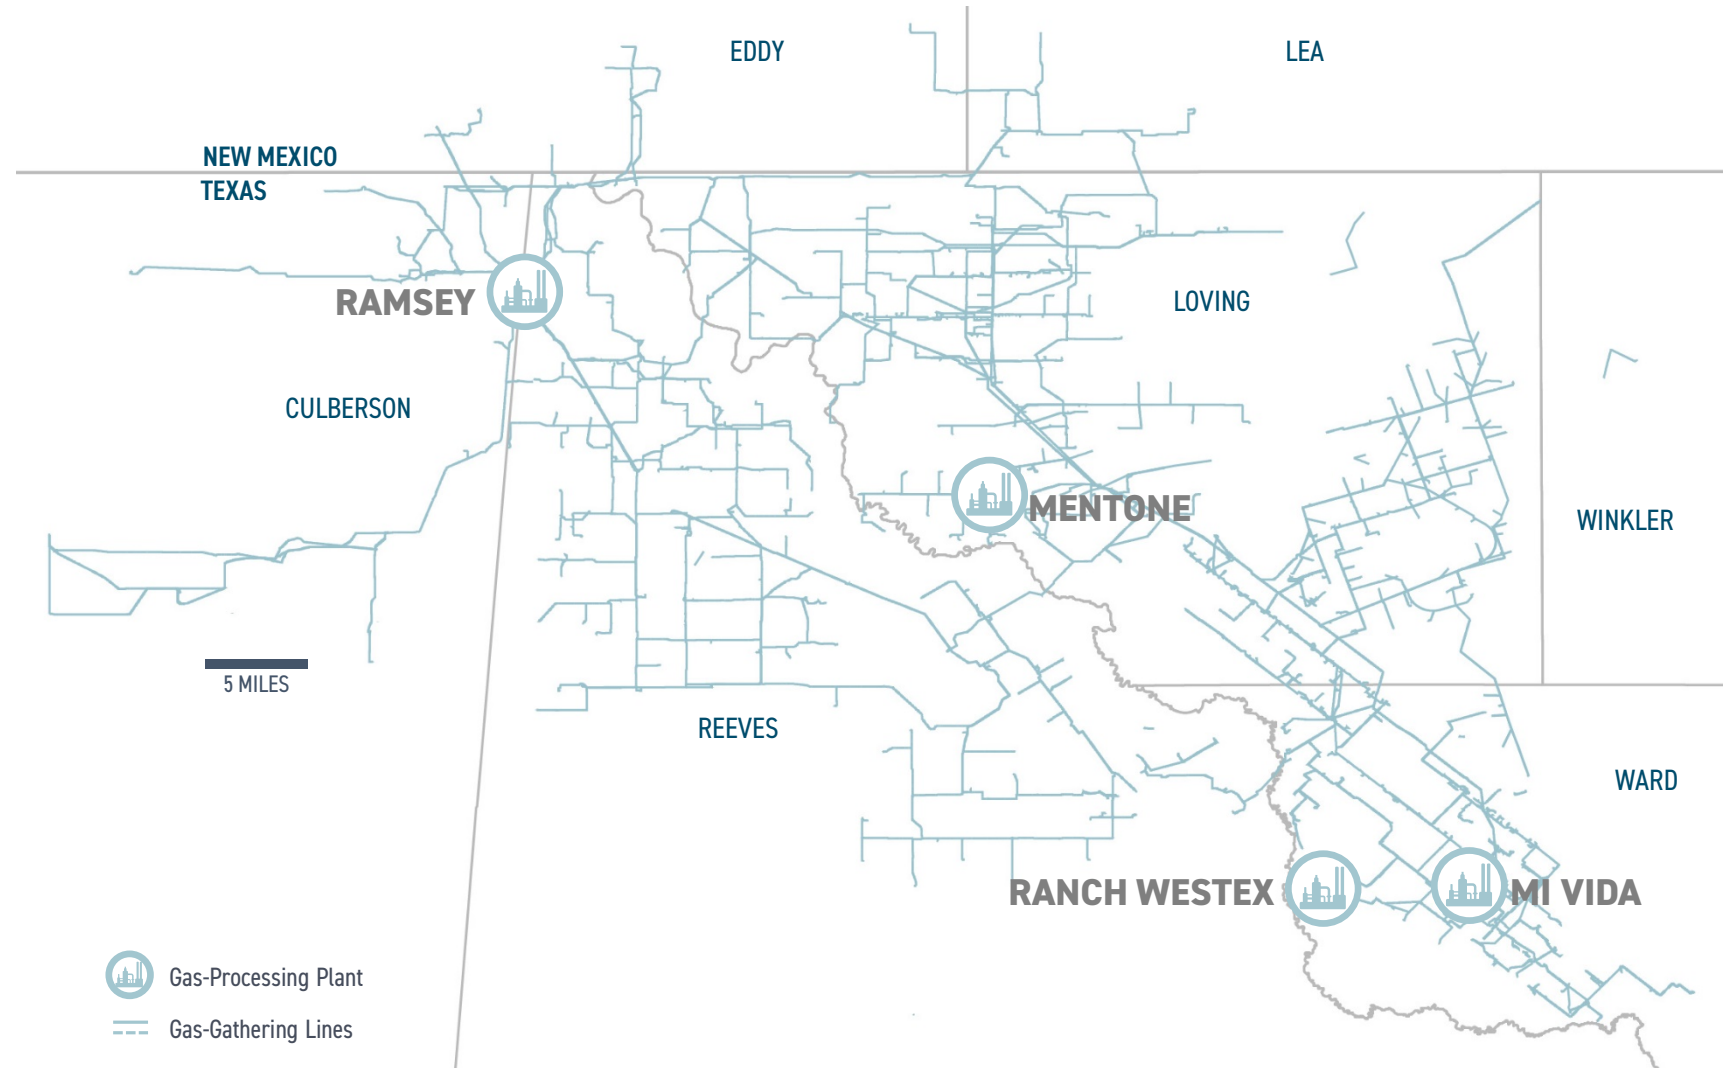 EDDY
LEA
NEW MEXICO
TEXAS
RAMSEY
LOVING
CULBERSON
MENTONE
WINKLER
5 MILES
REEVES
WARD
RANCH WESTEX
MI VIDA
Gas-Processing Plant
Gas-Gathering Lines